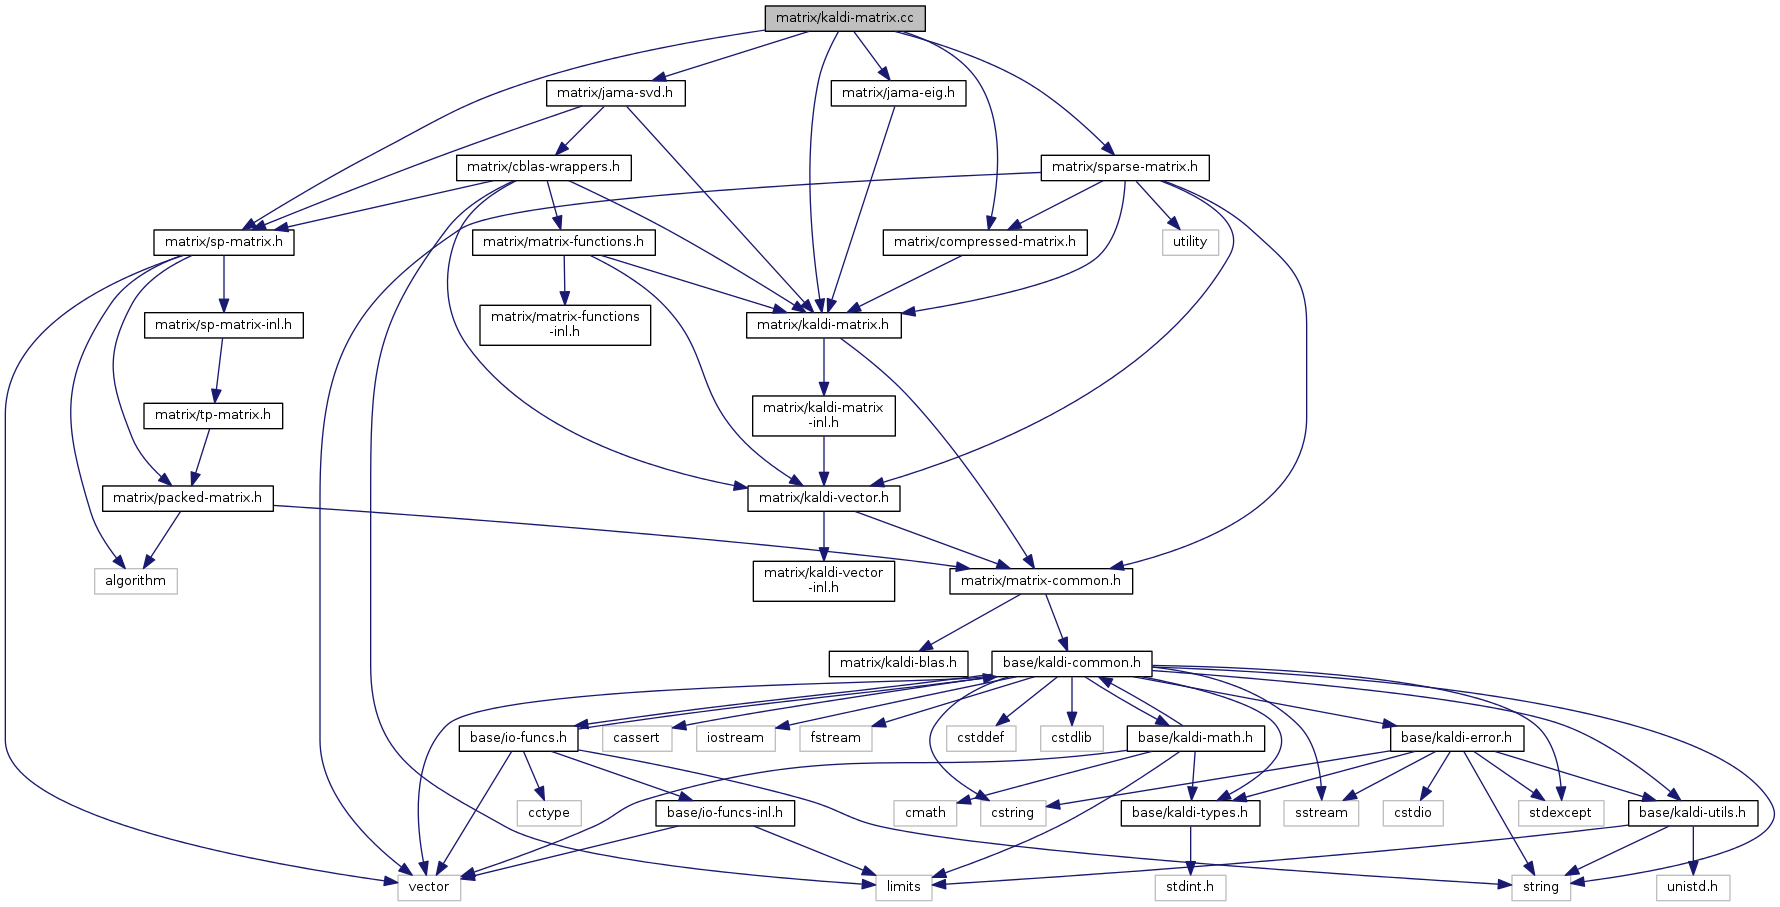 matrix/kaldi-matrix.cc
matrix/jama-svd.h
matrix/jama-eig.h
matrix/cblas-wrappers.h
matrix/sparse-matrix.h
matrix/sp-matrix.h
matrix/matrix-functions.h
matrix/compressed-matrix.h
utility
matrix/sp-matrix-inl.h
matrix/matrix-functions
-inl.h
matrix/kaldi-matrix.h
matrix/tp-matrix.h
matrix/kaldi-matrix
-inl.h
matrix/packed-matrix.h
matrix/kaldi-vector.h
algorithm
matrix/kaldi-vector
-inl.h
matrix/matrix-common.h
matrix/kaldi-blas.h
base/kaldi-common.h
base/io-funcs.h
cassert
iostream
fstream
cstddef
cstdlib
base/kaldi-math.h
base/kaldi-error.h
cctype
base/io-funcs-inl.h
cmath
cstring
base/kaldi-types.h
sstream
cstdio
stdexcept
base/kaldi-utils.h
vector
limits
stdint.h
string
unistd.h